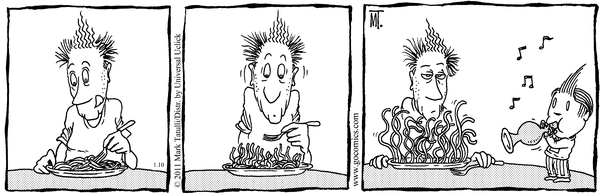 1.10
© 2011 Mark Tatulli/Distr. by Universal Uclick
www.gocomics.com
MT.